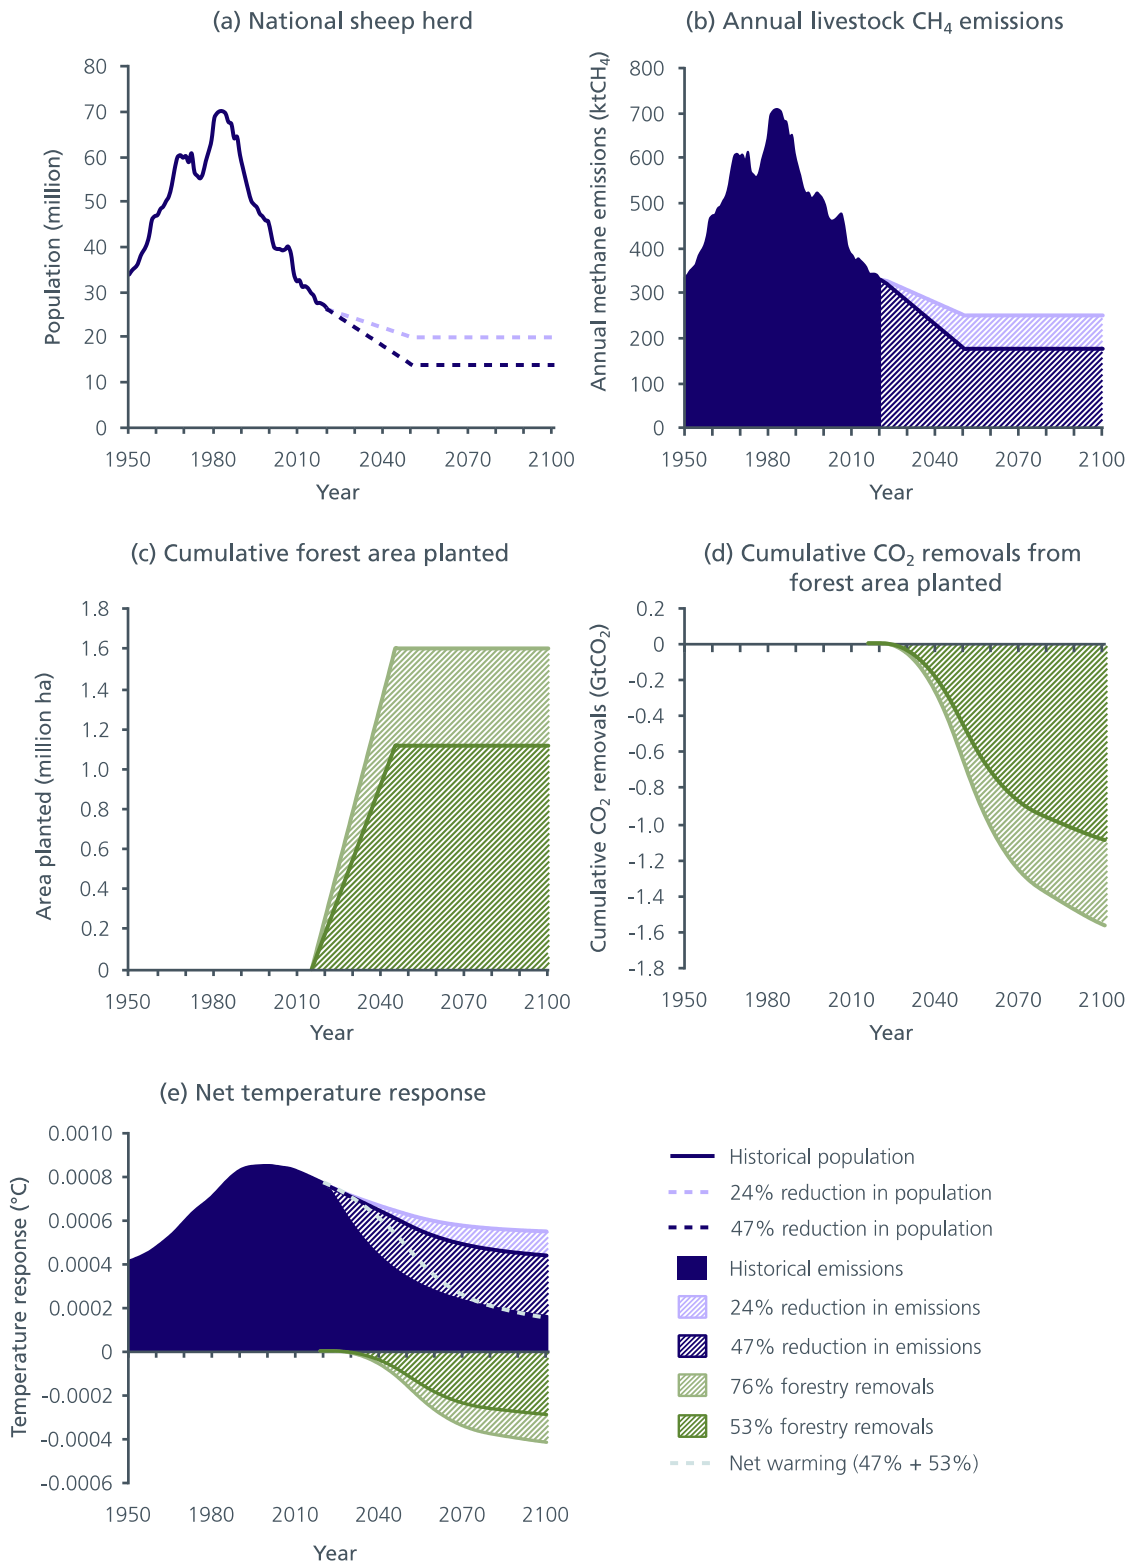 (a) National sheep herd
Population (million)
80
70
60
50
40
30
20
10
0
1950 1980 2010 2040 2070 2100
Year
(b) Annual livestock CH₄ emissions
Annual methane emissions (ktCH₄)
800
700
600
500
400
300
200
100
0
1950 1980 2010 2040 2070 2100
Year
(c) Cumulative forest area planted
Area planted (million ha)
1.8
1.6
1.4
1.2
1.0
0.8
0.6
0.4
0.2
0
1950 1980 2010 2040 2070 2100
Year
(d) Cumulative CO₂ removals from
forest area planted
Cumulative CO₂ removals (GtCO₂)
0.2
0
-0.2
-0.4
-0.6
-0.8
-1.0
-1.2
-1.4
-1.6
-1.8
1950 1980 2010 2040 2070 2100
Year
(e) Net temperature response
Temperature response (°C)
0.0010
0.0008
0.0006
0.0004
0.0002
0
-0.0002
-0.0004
-0.0006
1950 1980 2010 2040 2070 2100
Year
Historical population
24% reduction in population
47% reduction in population
Historical emissions
24% reduction in emissions
47% reduction in emissions
76% forestry removals
53% forestry removals
Net warming (47% + 53%)